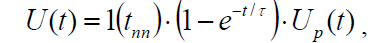 U(t) = 1(t_{nn}) · (1 − e^{−t/τ}) · U_p(t) ,